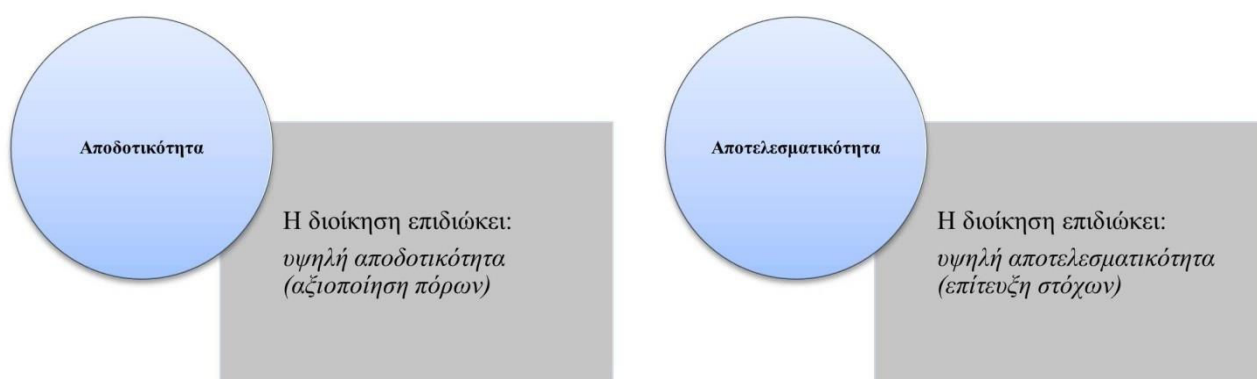 Αποδοτικότητα
Η διοίκηση επιδιώκει:
υψηλή αποδοτικότητα
(αξιοποίηση πόρων)
Αποτελεσματικότητα
Η διοίκηση επιδιώκει:
υψηλή αποτελεσματικότητα
(επίτευξη στόχων)